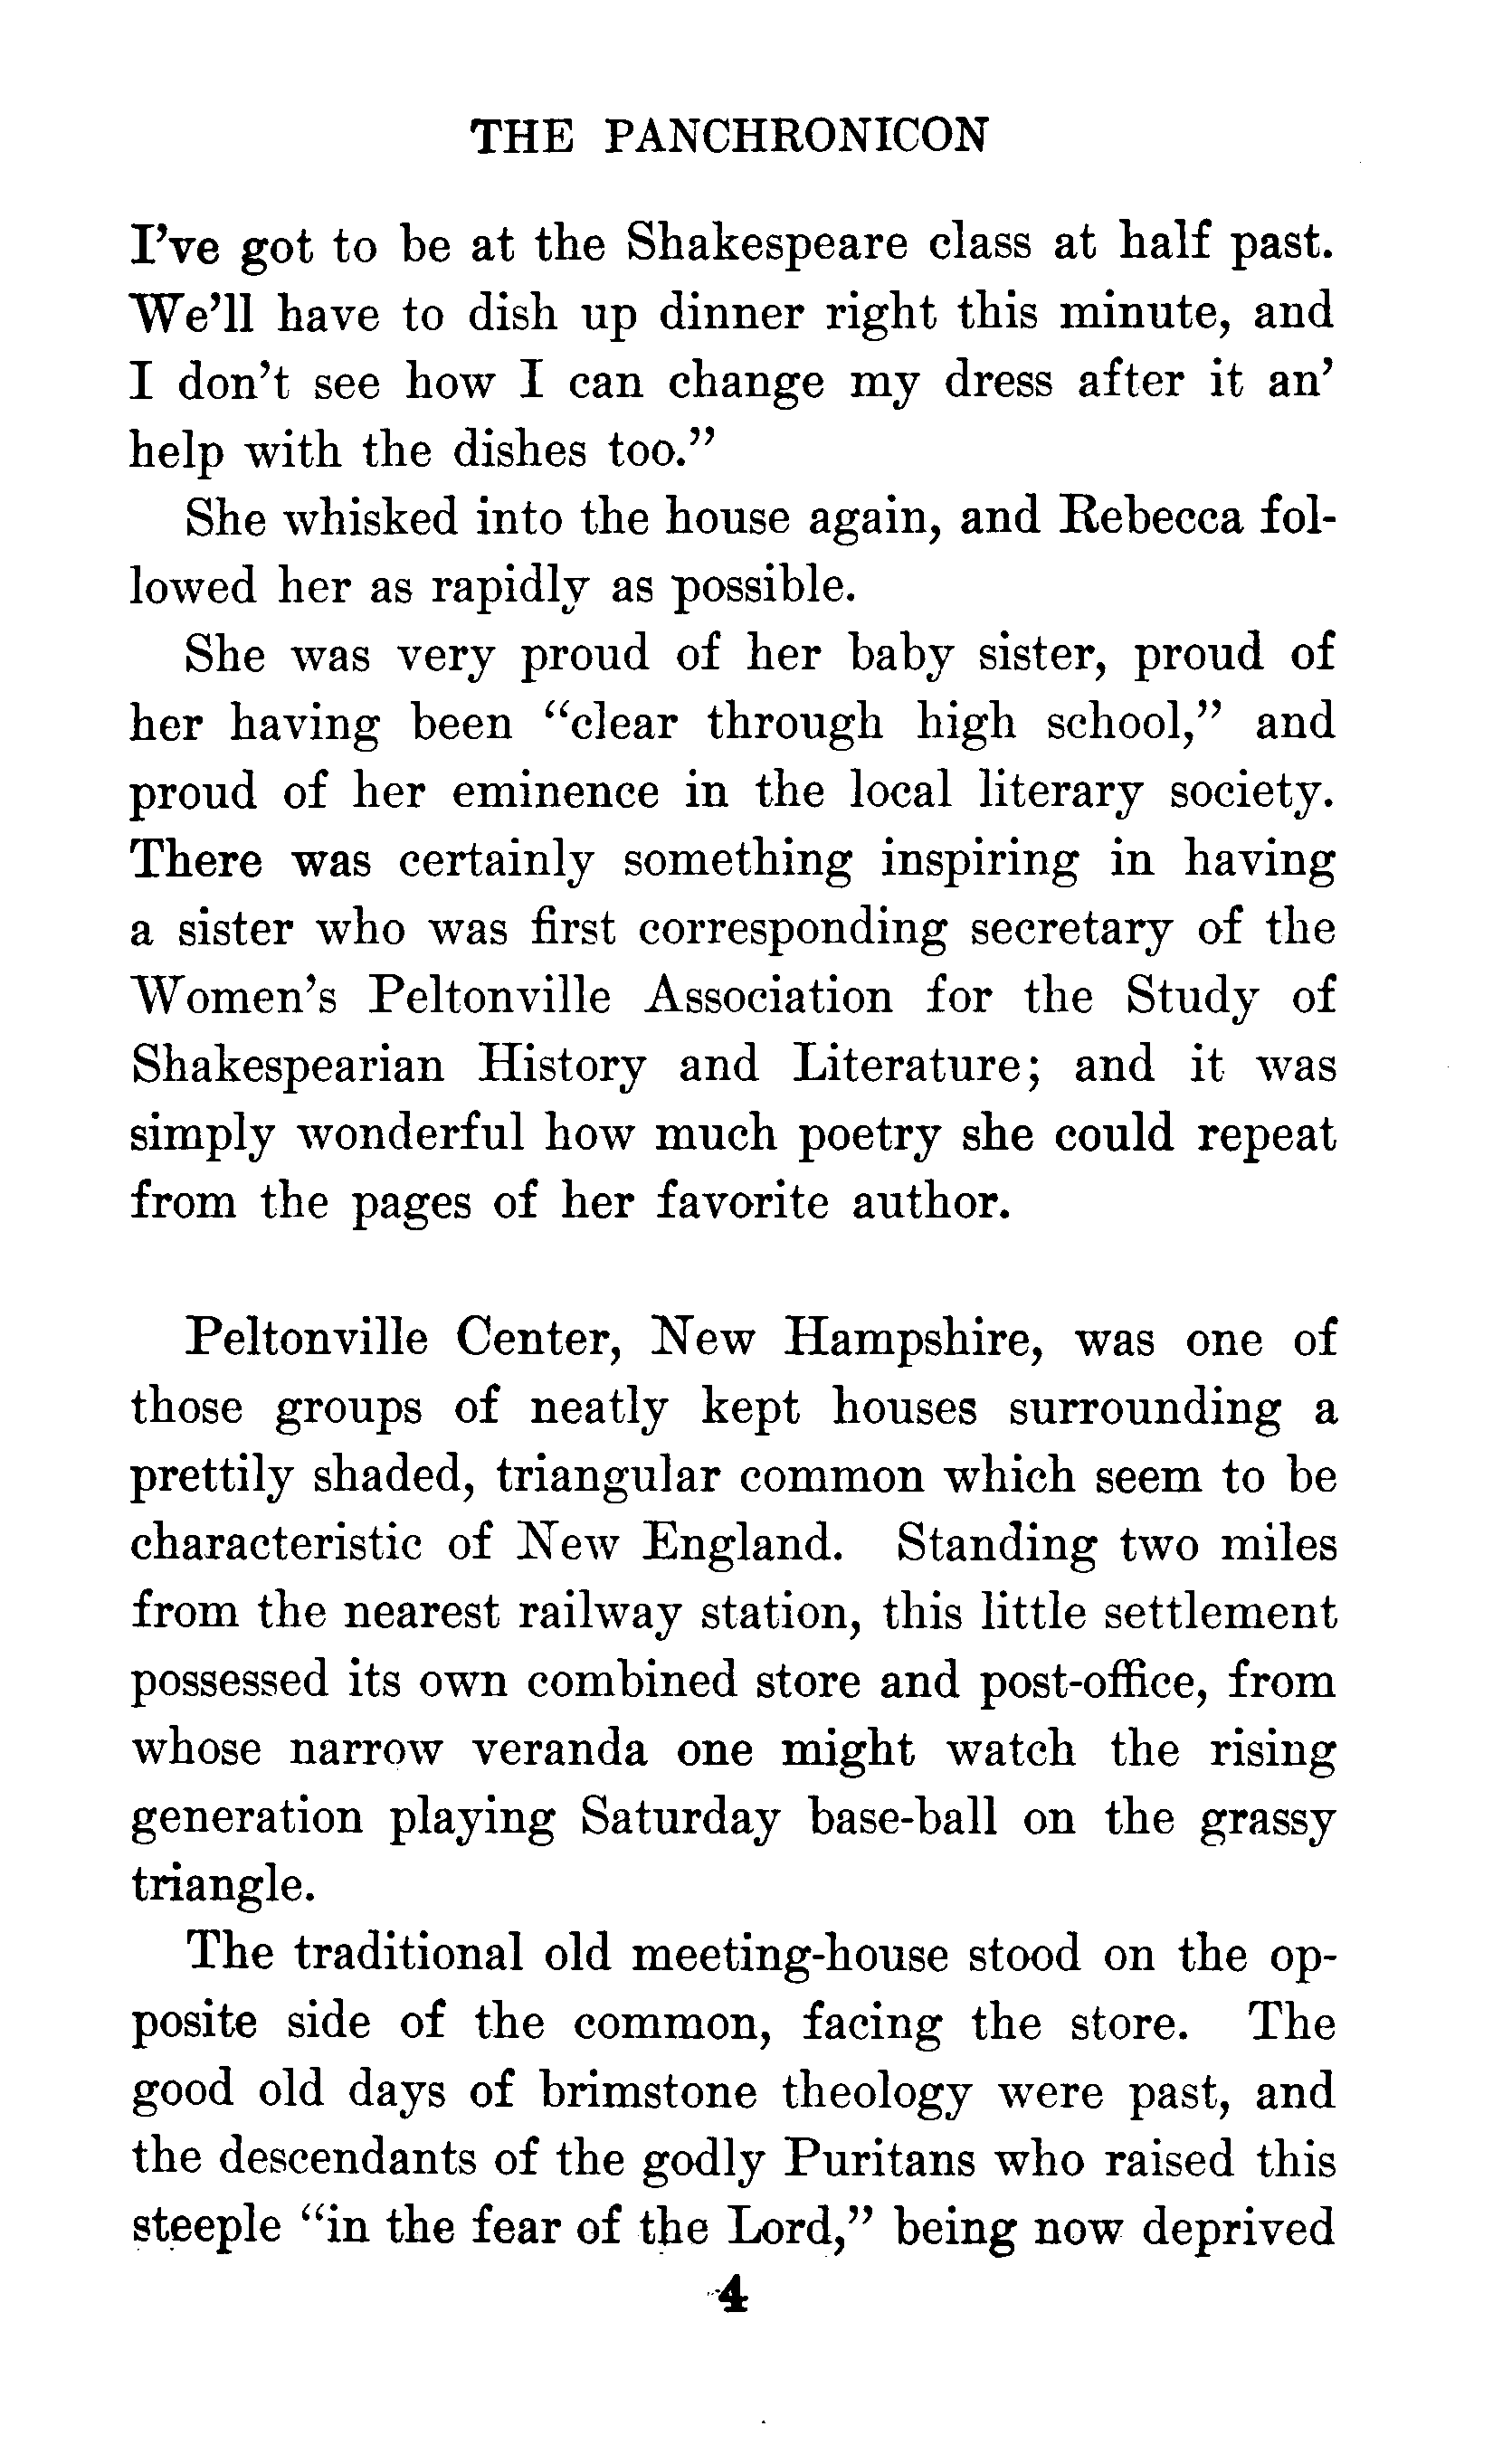 THE PANCHRONICON
I've got to be at the Shakespeare class at half past.
We'll have to dish up dinner right this minute, and
I don't see how I can change my dress after it an'
help with the dishes too."
She whisked into the house again, and Rebecca fol-
lowed her as rapidly as possible.
She was very proud of her baby sister, proud of
her having been "clear through high school," and
proud of her eminence in the local literary society.
There was certainly something inspiring in having
a sister who was first corresponding secretary of the
Women's Peltonville Association for the Study of
Shakespearian History and Literature; and it was
simply wonderful how much poetry she could repeat
from the pages of her favorite author.
Peltonville Center, New Hampshire, was one of
those groups of neatly kept houses surrounding a
prettily shaded, triangular common which seem to be
characteristic of New England. Standing two miles
from the nearest railway station, this little settlement
possessed its own combined store and post-office, from
whose narrow veranda one might watch the rising
generation playing Saturday base-ball on the grassy
triangle.
The traditional old meeting-house stood on the op-
posite side of the common, facing the store. The
good old days of brimstone theology were past, and
the descendants of the godly Puritans who raised this
steeple "in the fear of the Lord," being now deprived
4